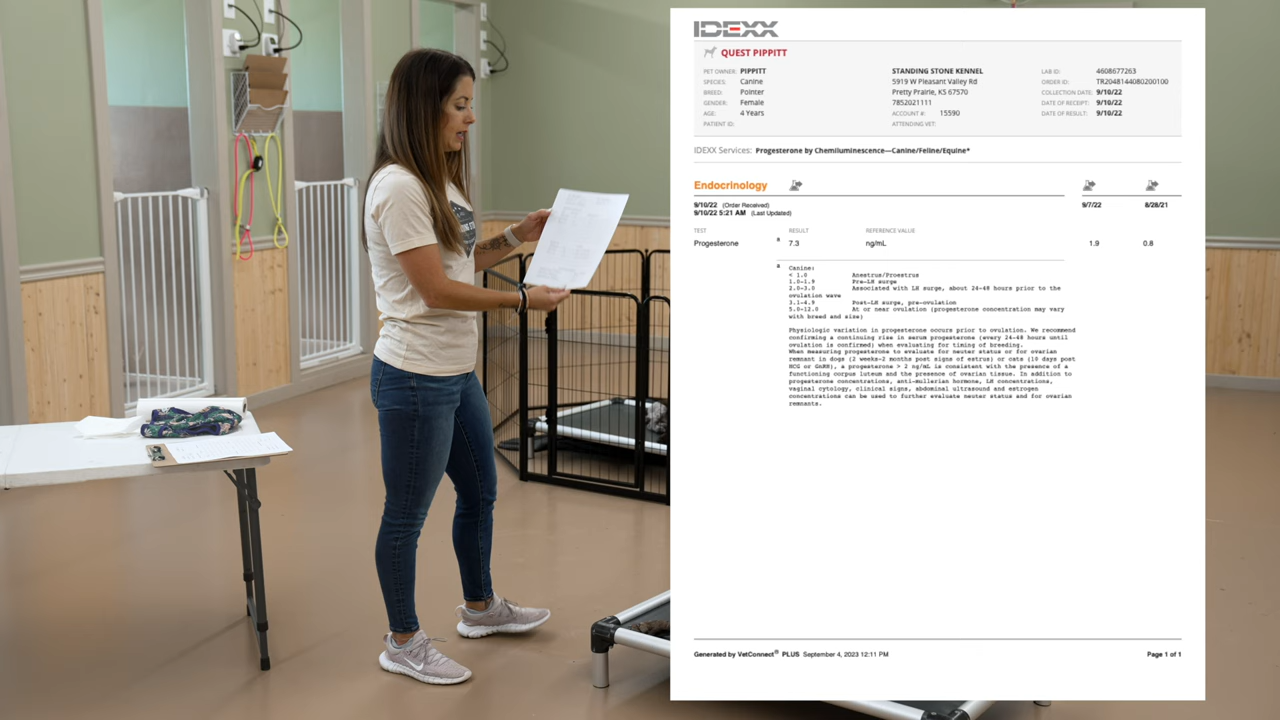 IDEXX
QUEST PIPPITT
PET OWNER: PIPPITT
SPECIES: Canine
BREED: Pointer
GENDER: Female
AGE: 4 Years
PATIENT ID:
STANDING STONE KENNEL
5919 W Pleasant Valley Rd
Pretty Prairie, KS 67570
7852021111
ACCOUNT #: 15590
ATTENDING VET:
LAB ID: 4608677263
ORDER ID: TR2048144080200100
COLLECTION DATE: 9/10/22
DATE OF RECEIPT: 9/10/22
DATE OF RESULT: 9/10/22
IDEXX Services: Progesterone by Chemiluminescence—Canine/Feline/Equine*
Endocrinology
9/10/22 (Order Received)
9/10/22 5:21 AM (Last Updated)
9/7/22 8/28/21
TEST RESULT REFERENCE VALUE
Progesterone a 7.3 ng/mL 1.9 0.8
a Canine:
< 1.0 Anestrus/Proestrus
1.0-1.9 Pre-LH surge
2.0-3.0 Associated with LH surge, about 24-48 hours prior to the
ovulation wave
3.1-4.9 Post-LH surge, pre-ovulation
5.0-12.0 At or near ovulation (progesterone concentration may vary
with breed and size)
Physiologic variation in progesterone occurs prior to ovulation. We recommend
confirming a continuing rise in serum progesterone (every 24-48 hours until
ovulation is confirmed) when evaluating for timing of breeding.
When measuring progesterone to evaluate for neuter status or for ovarian
remnant in dogs (2 weeks-2 months post signs of estrus) or cats (10 days post
HCG or GnRH), a progesterone > 2 ng/mL is consistent with the presence of a
functioning corpus luteum and the presence of ovarian tissue. In addition to
progesterone concentrations, anti-mullerian hormone, LH concentrations,
vaginal cytology, clinical signs, abdominal ultrasound and estrogen
concentrations can be used to further evaluate neuter status and for ovarian
remnants.
Generated by VetConnect® PLUS September 4, 2023 12:11 PM
Page 1 of 1